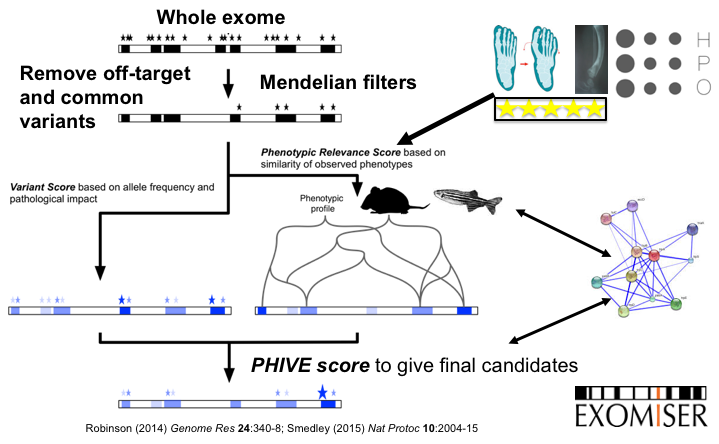 Whole exome
Remove off-target
and common
variants
Mendelian filters
H
P
O
Phenotypic Relevance Score based on
similarity of observed phenotypes
Variant Score based on allele frequency and
pathological impact
Phenotypic
profile
PHIVE score to give final candidates
EXOMISER
Robinson (2014) Genome Res 24:340-8; Smedley (2015) Nat Protoc 10:2004-15